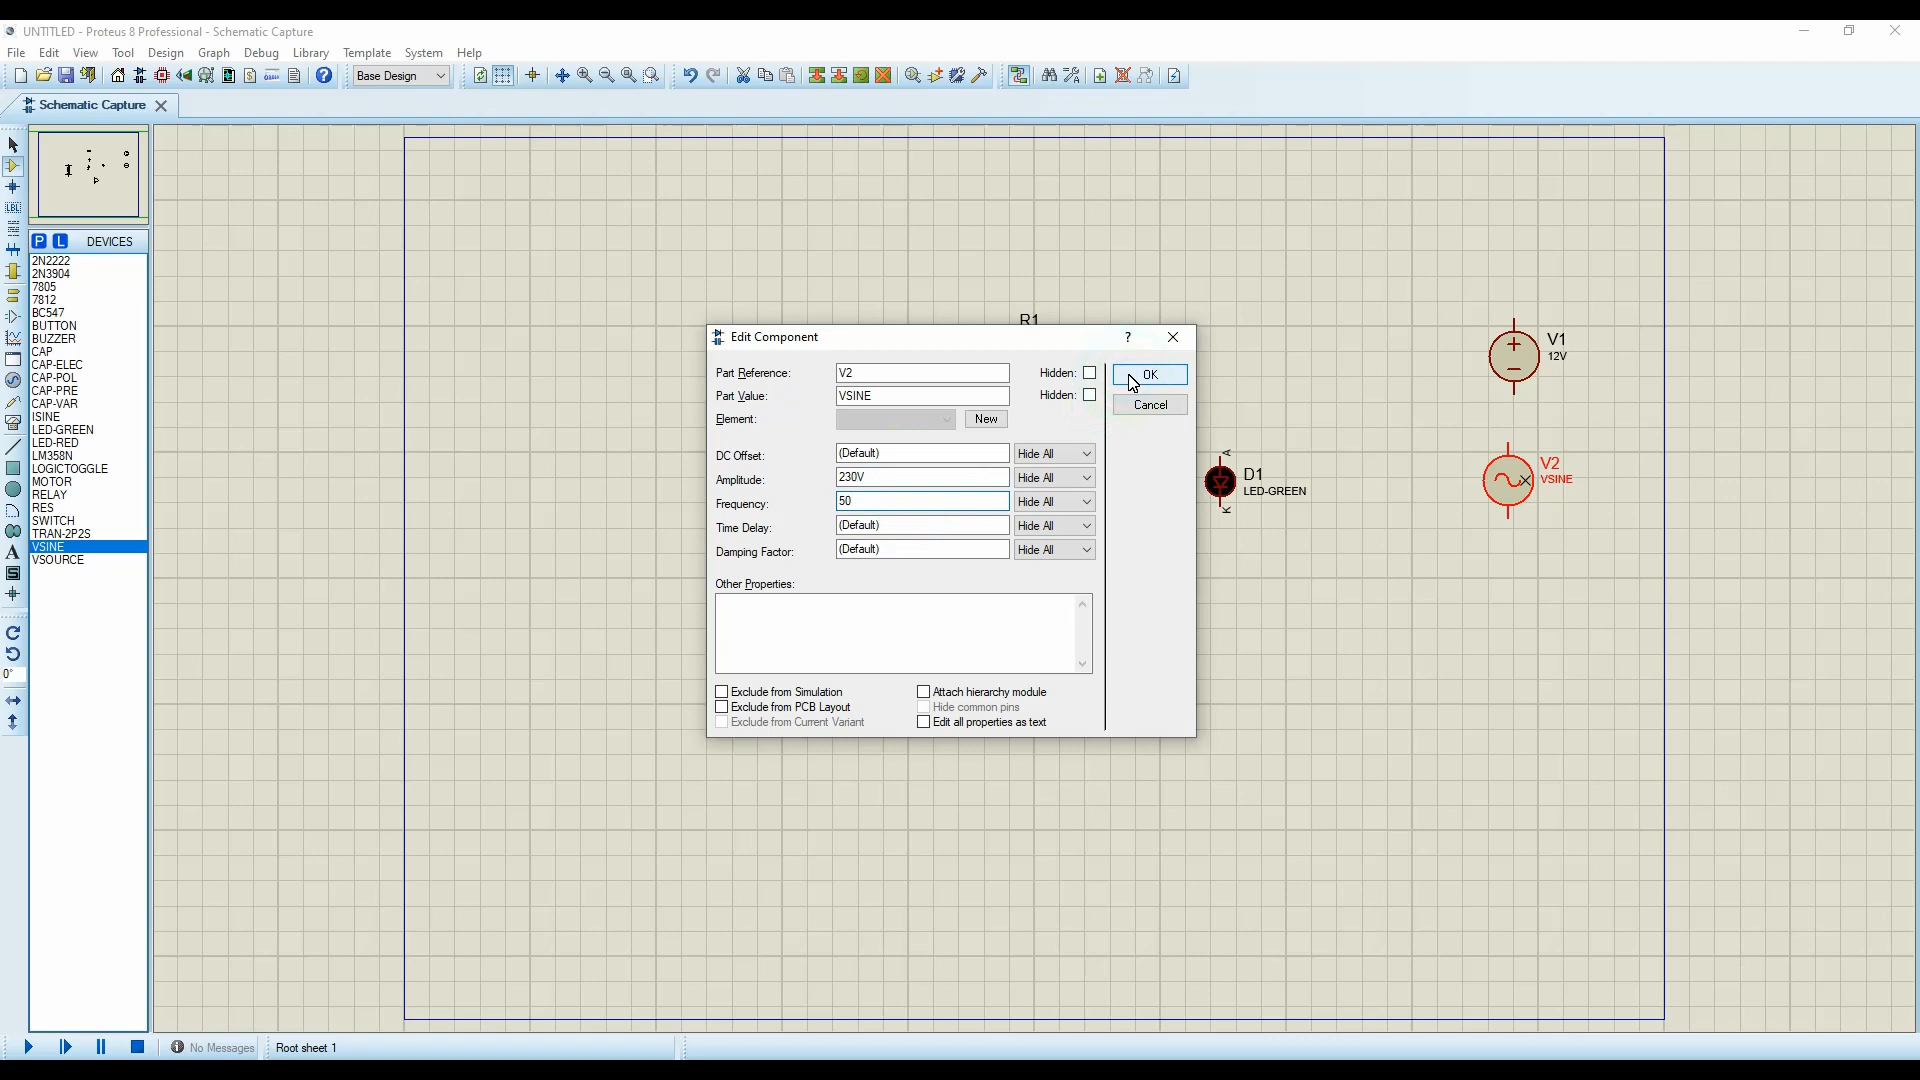 UNTITLED - Proteus 8 Professional - Schematic Capture
File Edit View Tool Design Graph Debug Library Template System Help
Base Design
Schematic Capture
LBL
P L DEVICES
2N2222
2N3904
7805
7812
BC547
BUTTON
BUZZER
CAP
CAP-ELEC
CAP-POL
CAP-PRE
CAP-VAR
ISINE
LED-GREEN
LED-RED
LM358N
LOGICTOGGLE
MOTOR
RELAY
RES
SWITCH
TRAN-2P2S
VSINE
VSOURCE
A
S
0°
R1
Edit Component ?
Part Reference: V2 Hidden:
Part Value: VSINE Hidden:
Element: New
DC Offset: (Default) Hide All
Amplitude: 230V Hide All
Frequency: 50 Hide All
Time Delay: (Default) Hide All
Damping Factor: (Default) Hide All
Other Properties:
Exclude from Simulation Attach hierarchy module
Exclude from PCB Layout Hide common pins
Exclude from Current Variant Edit all properties as text
OK
Cancel
V1
12V
A
D1
LED-GREEN
K
V2
VSINE
No Messages Root sheet 1